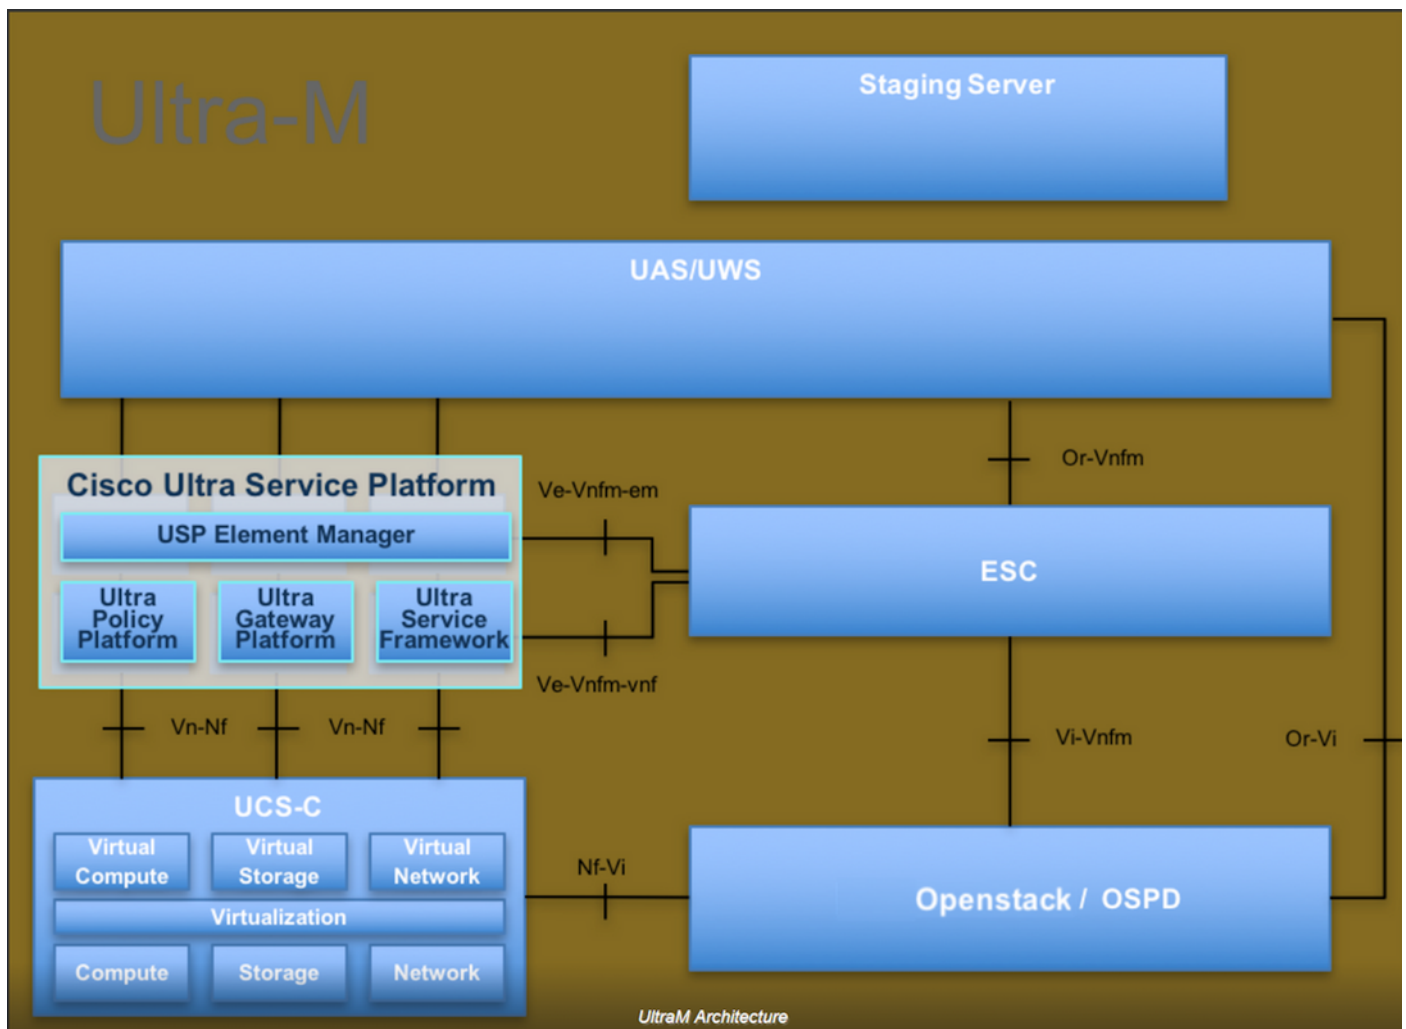 Ultra-M
Staging Server
UAS/UWS
Or-Vnfm
Cisco Ultra Service Platform
Ve-Vnfm-em
USP Element Manager
ESC
Ultra
Policy
Platform
Ultra
Gateway
Platform
Ultra
Service
Framework
Ve-Vnfm-vnf
Vn-Nf
Vn-Nf
Vi-Vnfm
Or-Vi
UCS-C
Virtual
Compute
Virtual
Storage
Virtual
Network
Nf-Vi
Openstack / OSPD
Virtualization
Compute
Storage
Network
UltraM Architecture